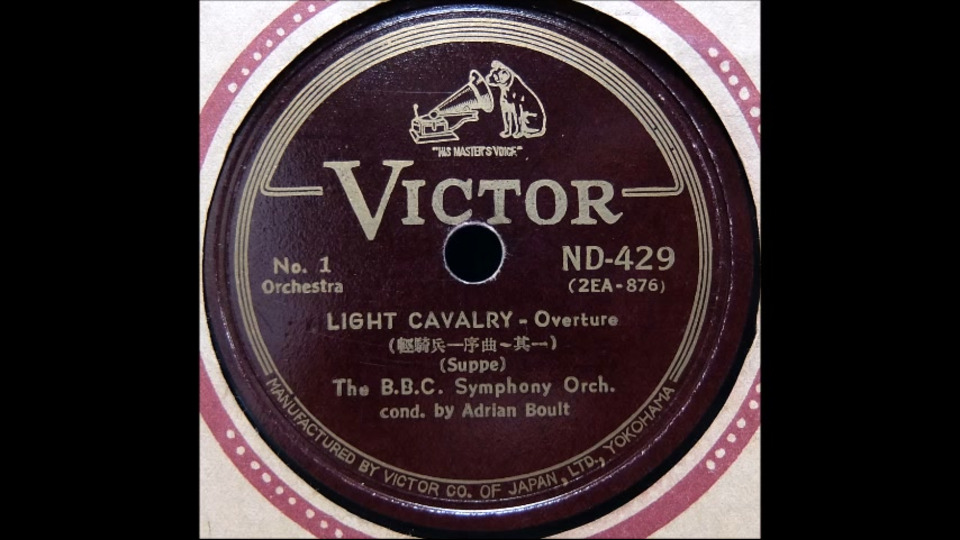 "HIS MASTER'S VOICE"
VICTOR
No. 1
Orchestra
ND-429
(2EA-876)
LIGHT CAVALRY - Overture
(輕騎兵—序曲~其一)
(Suppe)
The B.B.C. Symphony Orch.
cond. by Adrian Boult
MANUFACTURED BY VICTOR CO. OF JAPAN, LTD., YOKOHAMA